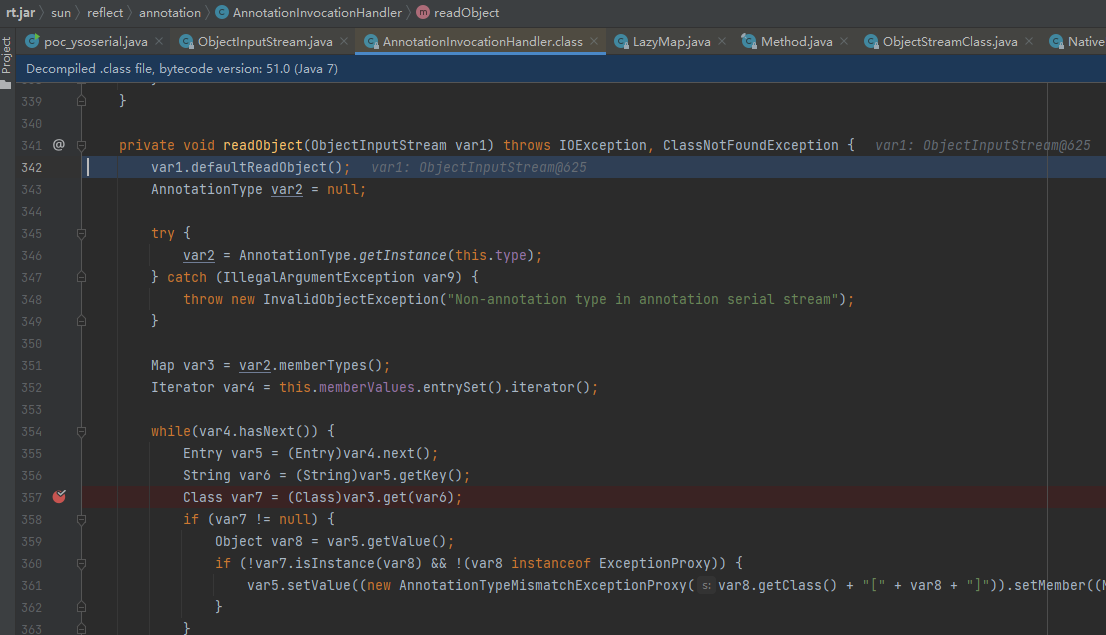 rt.jar sun reflect annotation AnnotationInvocationHandler m readObject
Project
poc_ysoserial.java ObjectInputStream.java AnnotationInvocationHandler.class LazyMap.java Method.java ObjectStreamClass.java Native
Decompiled .class file, bytecode version: 51.0 (Java 7)
339 }
340
341 @ private void readObject(ObjectInputStream var1) throws IOException, ClassNotFoundException { var1: ObjectInputStream@625
342 var1.defaultReadObject(); var1: ObjectInputStream@625
343 AnnotationType var2 = null;
344
345 try {
346 var2 = AnnotationType.getInstance(this.type);
347 } catch (IllegalArgumentException var9) {
348 throw new InvalidObjectException("Non-annotation type in annotation serial stream");
349 }
350
351 Map var3 = var2.memberTypes();
352 Iterator var4 = this.memberValues.entrySet().iterator();
353
354 while(var4.hasNext()) {
355 Entry var5 = (Entry)var4.next();
356 String var6 = (String)var5.getKey();
357 Class var7 = (Class)var3.get(var6);
358 if (var7 != null) {
359 Object var8 = var5.getValue();
360 if (!var7.isInstance(var8) && !(var8 instanceof ExceptionProxy)) {
361 var5.setValue((new AnnotationTypeMismatchExceptionProxy( s: var8.getClass() + "[" + var8 + "]")).setMember((M
362 }
363 }